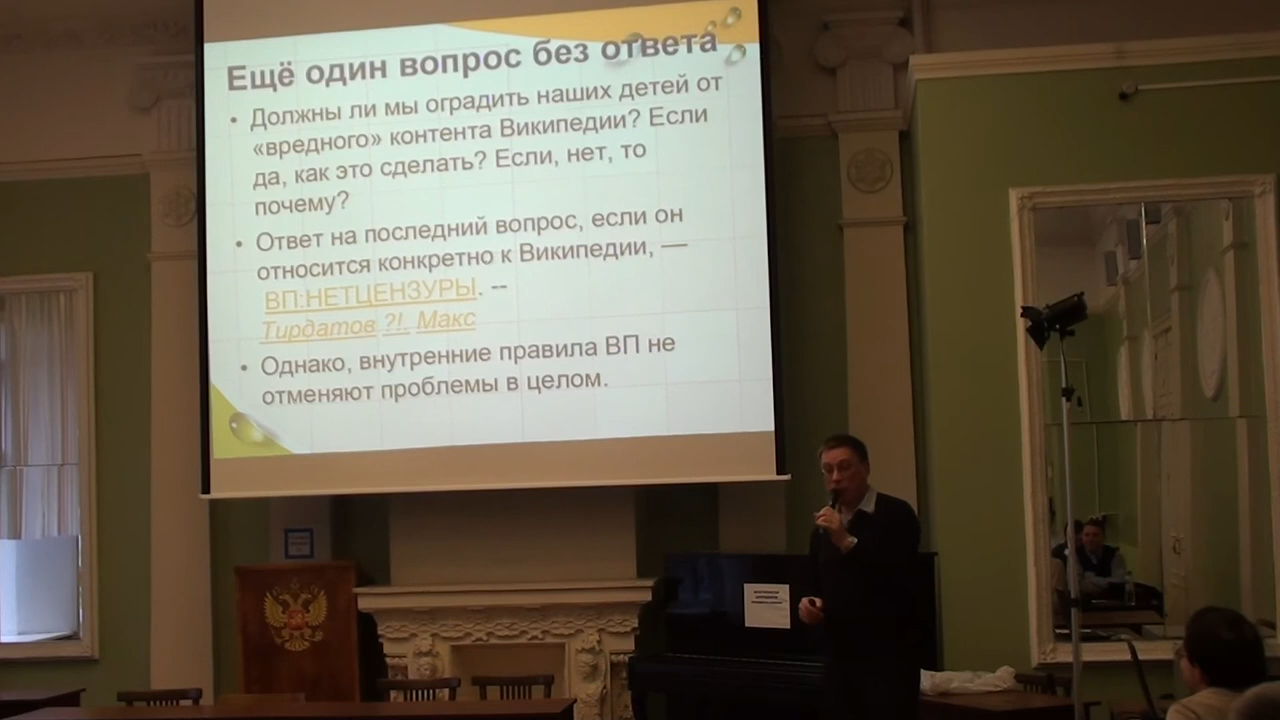 Ещё один вопрос без ответа
• Должны ли мы оградить наших детей от
«вредного» контента Википедии? Если
да, как это сделать? Если, нет, то
почему?
• Ответ на последний вопрос, если он
относится конкретно к Википедии, —
ВП:НЕТЦЕНЗУРЫ. --
Тирдатов ?!, Макс
• Однако, внутренние правила ВП не
отменяют проблемы в целом.